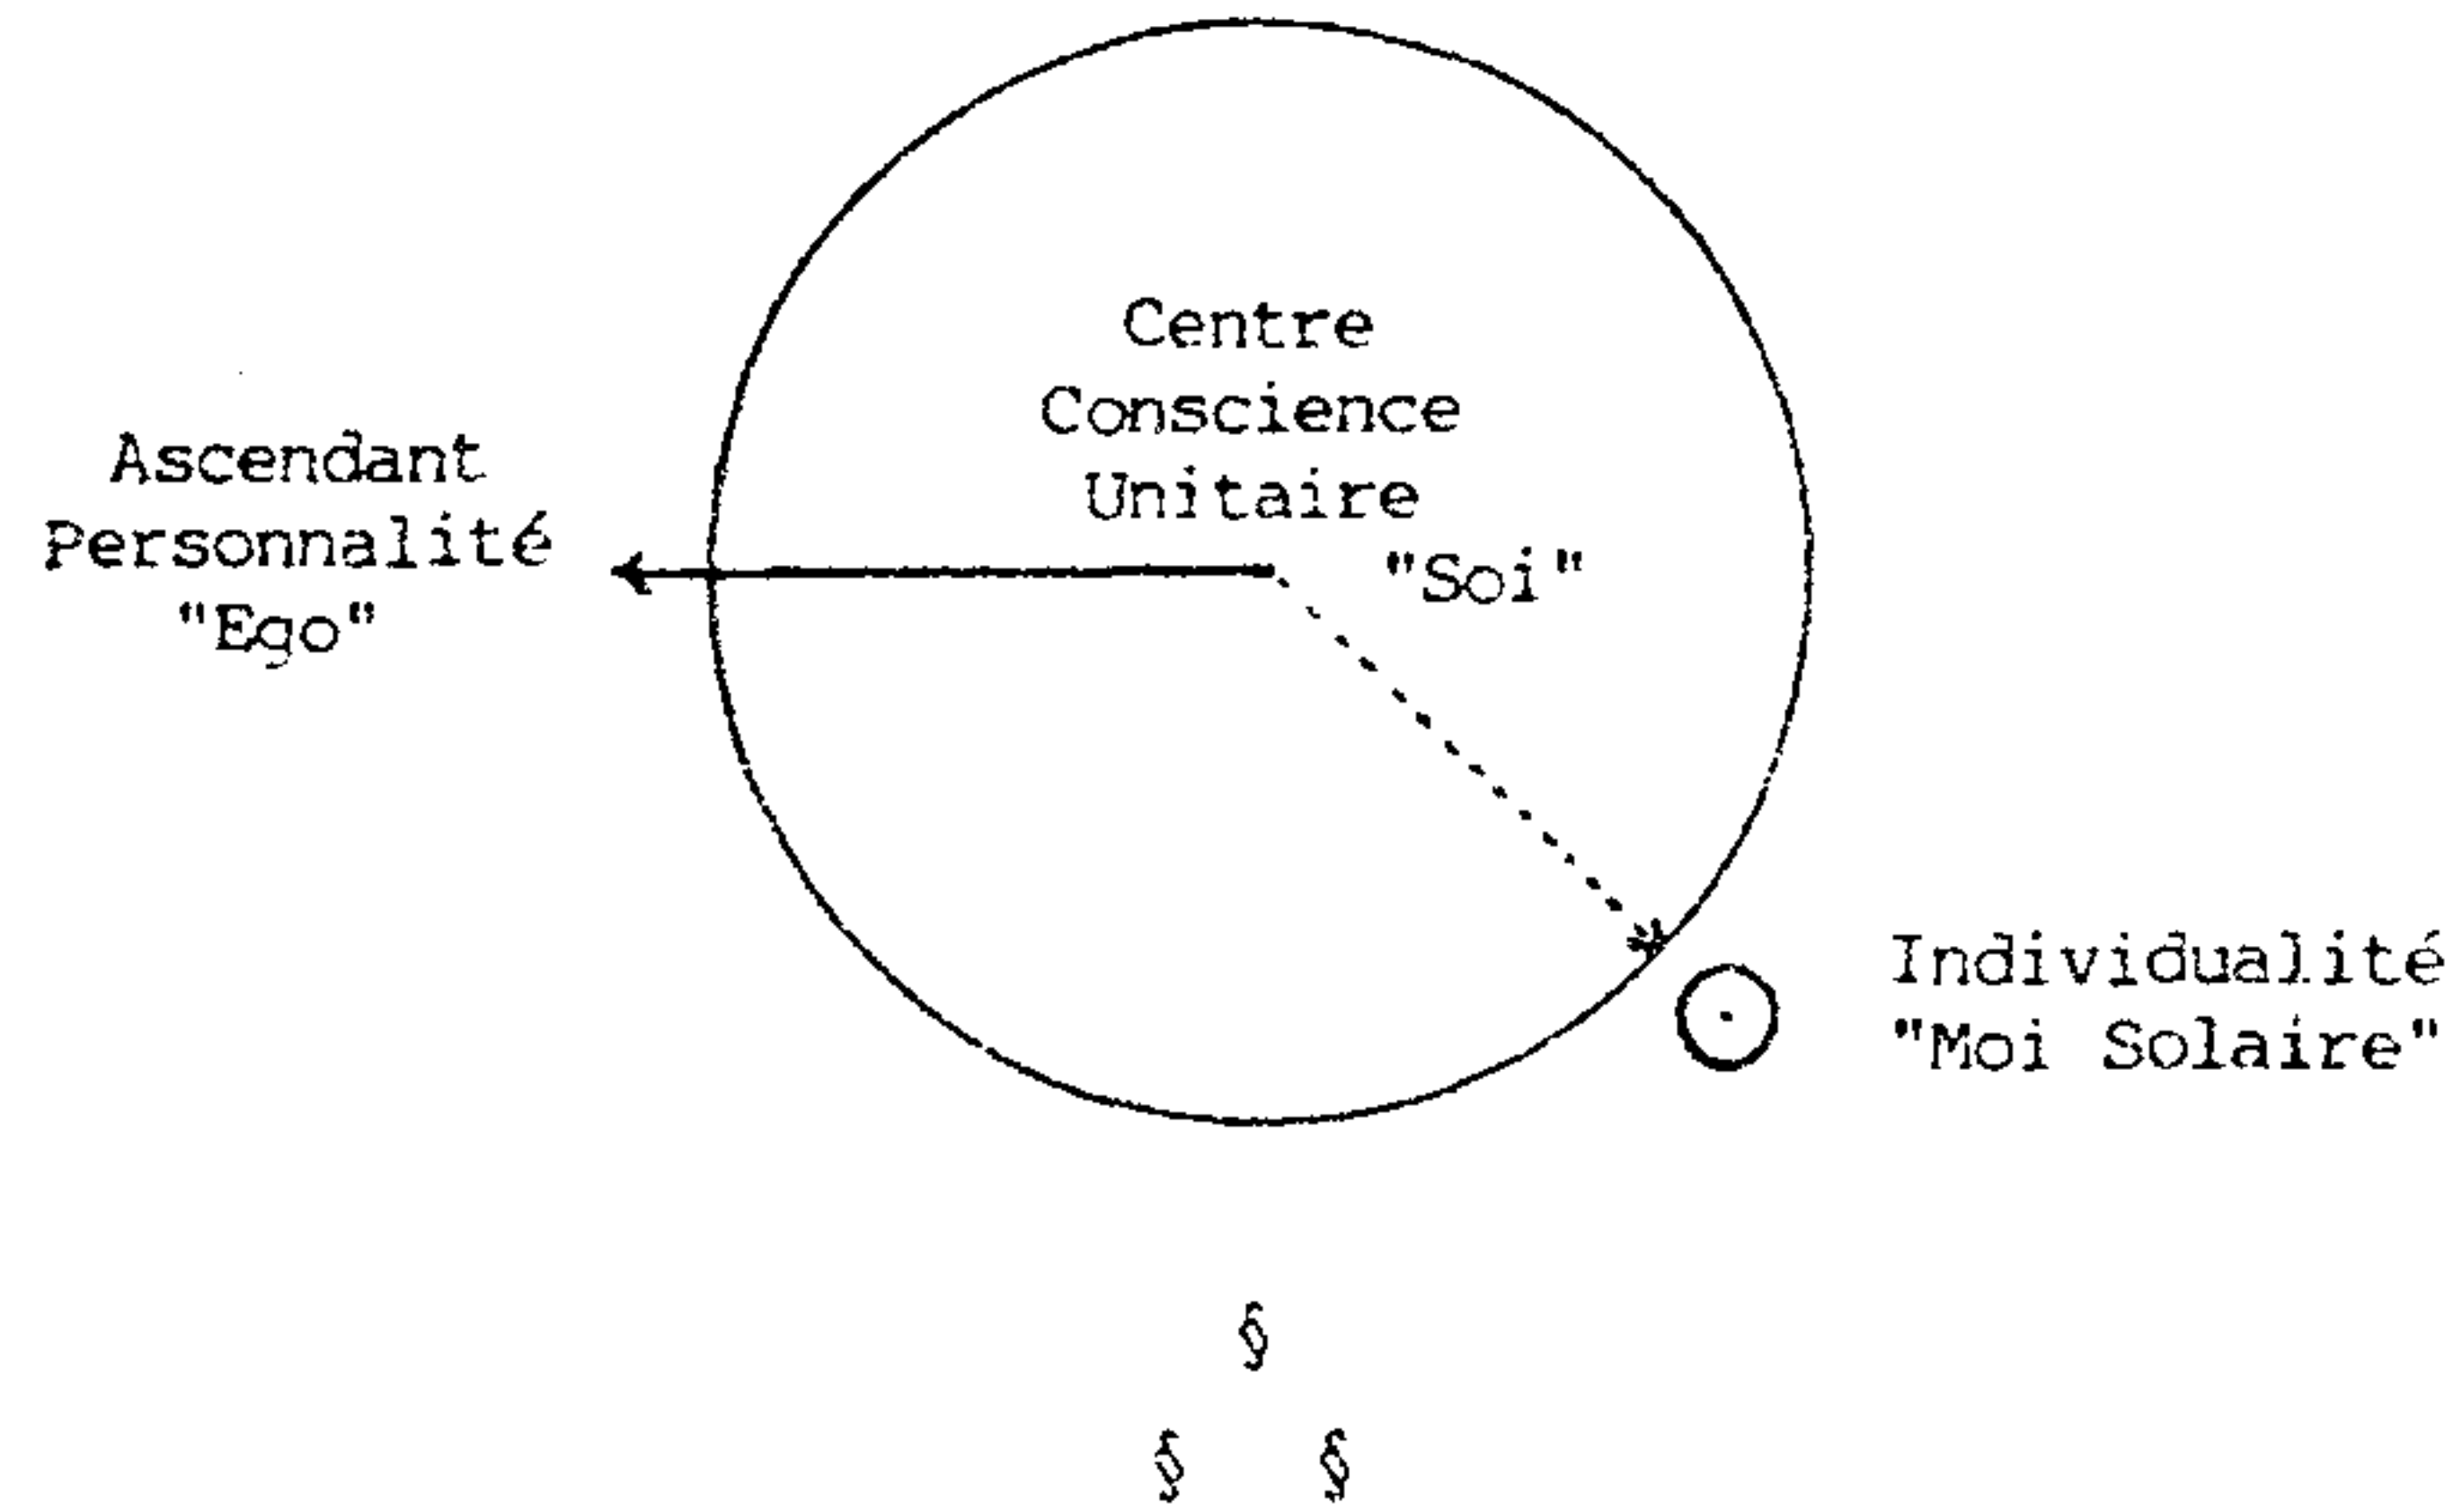 Centre
Conscience
Unitaire
"Soi"
Ascendant
Personnalité
"Ego"
Individualité
"Moi Solaire"
§
§ §